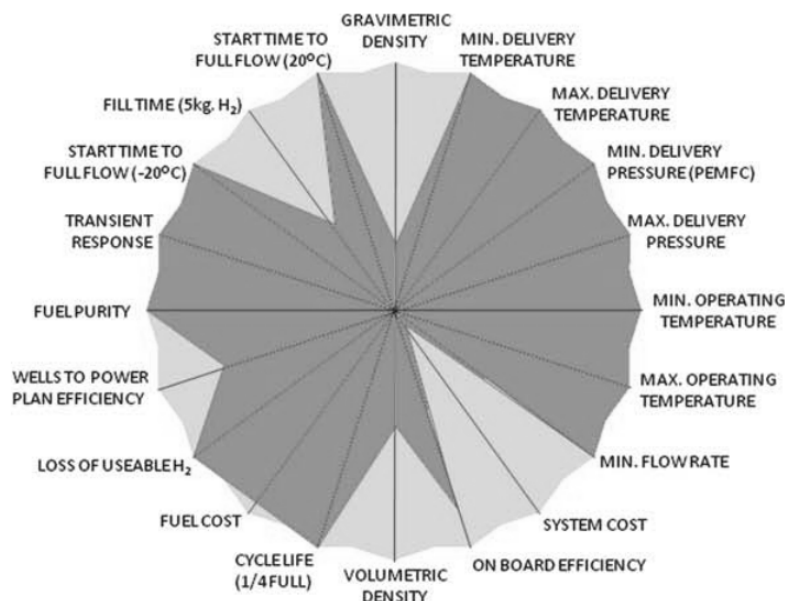 GRAVIMETRIC
DENSITY
MIN. DELIVERY
TEMPERATURE
MAX. DELIVERY
TEMPERATURE
MIN. DELIVERY
PRESSURE (PEMFC)
MAX. DELIVERY
PRESSURE
MIN. OPERATING
TEMPERATURE
MAX. OPERATING
TEMPERATURE
MIN. FLOW RATE
SYSTEM COST
ON BOARD EFFICIENCY
VOLUMETRIC
DENSITY
CYCLE LIFE
(1/4 FULL)
FUEL COST
LOSS OF USEABLE H₂
WELLS TO POWER
PLAN EFFICIENCY
FUEL PURITY
TRANSIENT
RESPONSE
START TIME TO
FULL FLOW (-20°C)
FILL TIME (5kg. H₂)
START TIME TO
FULL FLOW (20°C)